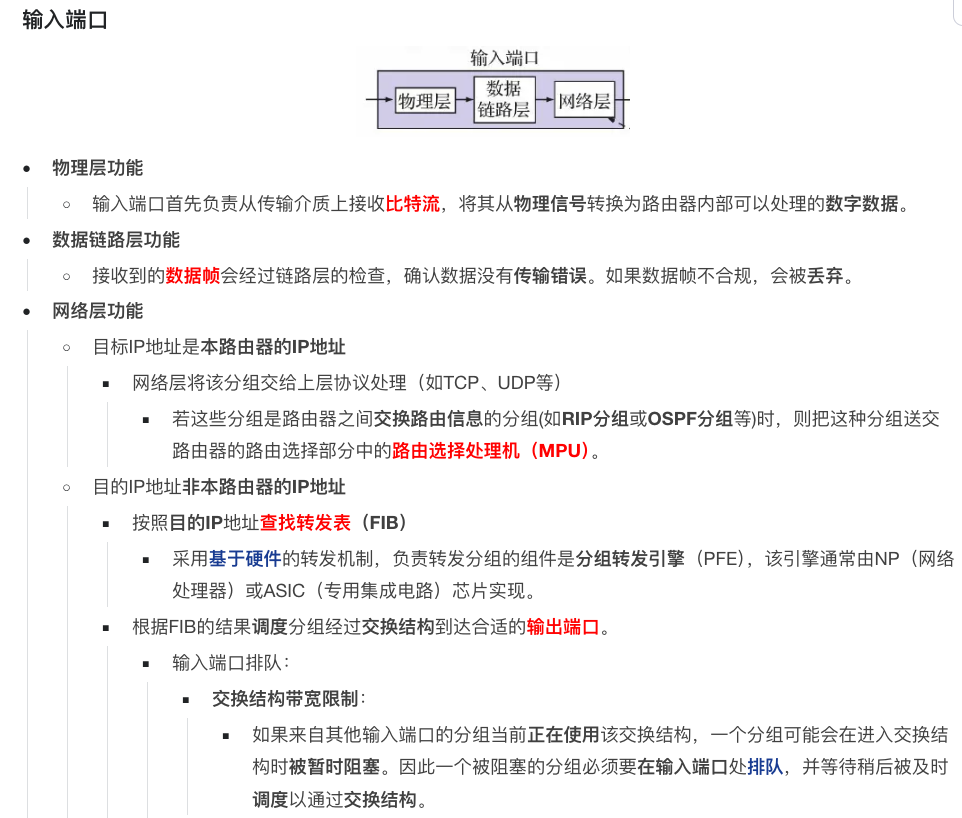 输入端口
输入端口
物理层
数据
链路层
网络层
物理层功能
输入端口首先负责从传输介质上接收比特流，将其从物理信号转换为路由器内部可以处理的数字数据。
数据链路层功能
接收到的数据帧会经过链路层的检查，确认数据没有传输错误。如果数据帧不合规，会被丢弃。
网络层功能
目标IP地址是本路由器的IP地址
网络层将该分组交给上层协议处理（如TCP、UDP等）
若这些分组是路由器之间交换路由信息的分组(如RIP分组或OSPF分组等)时，则把这种分组送交
路由器的路由选择部分中的路由选择处理机（MPU）。
目的IP地址非本路由器的IP地址
按照目的IP地址查找转发表（FIB）
采用基于硬件的转发机制，负责转发分组的组件是分组转发引擎（PFE），该引擎通常由NP（网络
处理器）或ASIC（专用集成电路）芯片实现。
根据FIB的结果调度分组经过交换结构到达合适的输出端口。
输入端口排队：
交换结构带宽限制：
如果来自其他输入端口的分组当前正在使用该交换结构，一个分组可能会在进入交换结
构时被暂时阻塞。因此一个被阻塞的分组必须要在输入端口处排队，并等待稍后被及时
调度以通过交换结构。